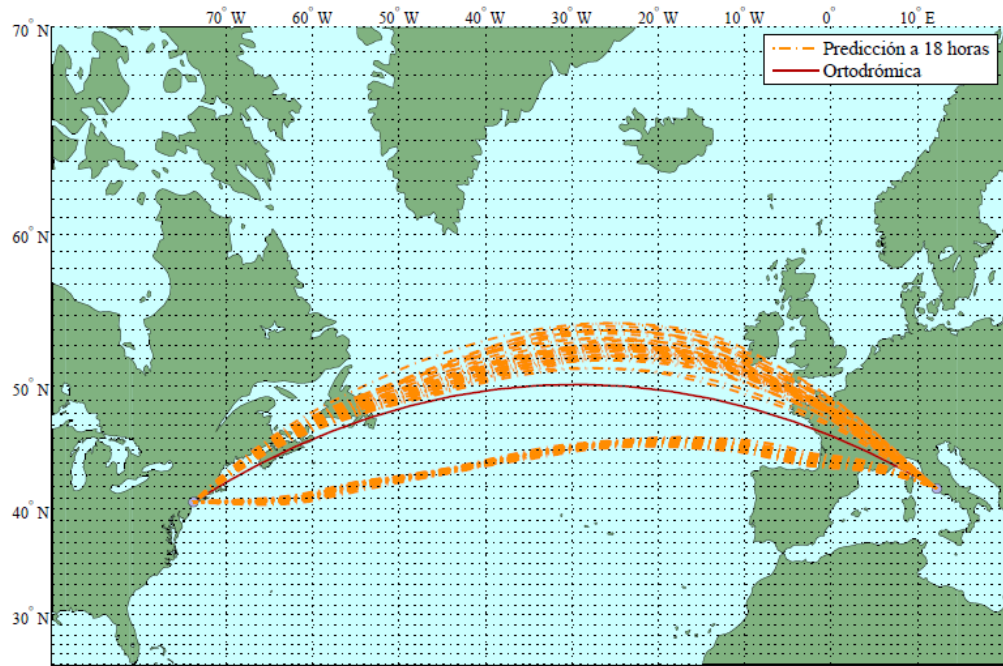 70° W 60° W 50° W 40° W 30° W 20° W 10° W 0° 10° E
70° N
Predicción a 18 horas
Ortodrómica
60° N
50° N
40° N
30° N